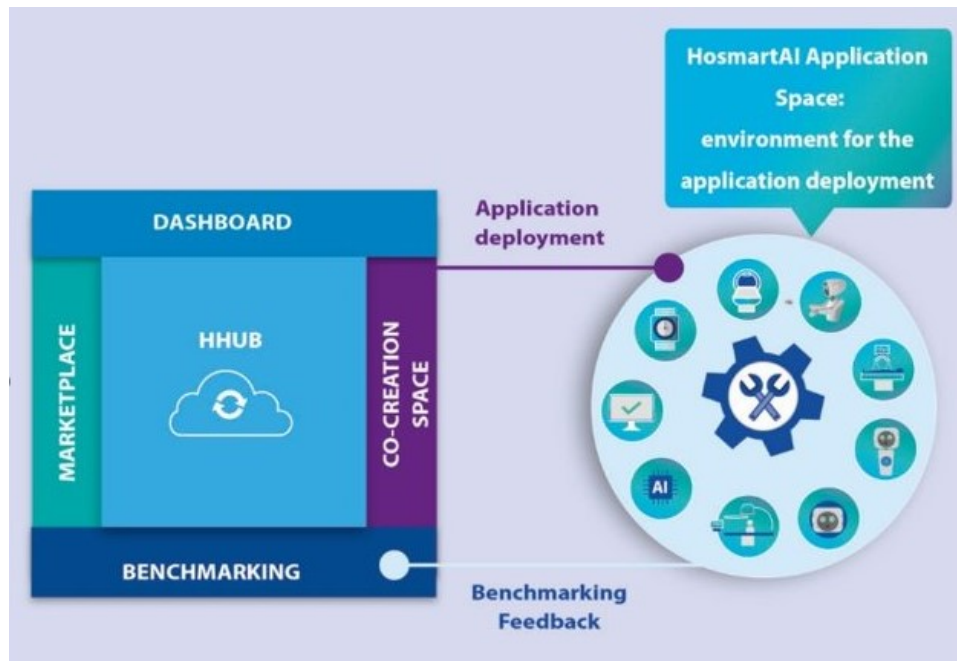 HosmartAI Application
Space:
environment for the
application deployment
DASHBOARD
Application
deployment
MARKETPLACE
HHUB
CO-CREATION
SPACE
AI
BENCHMARKING
Benchmarking
Feedback